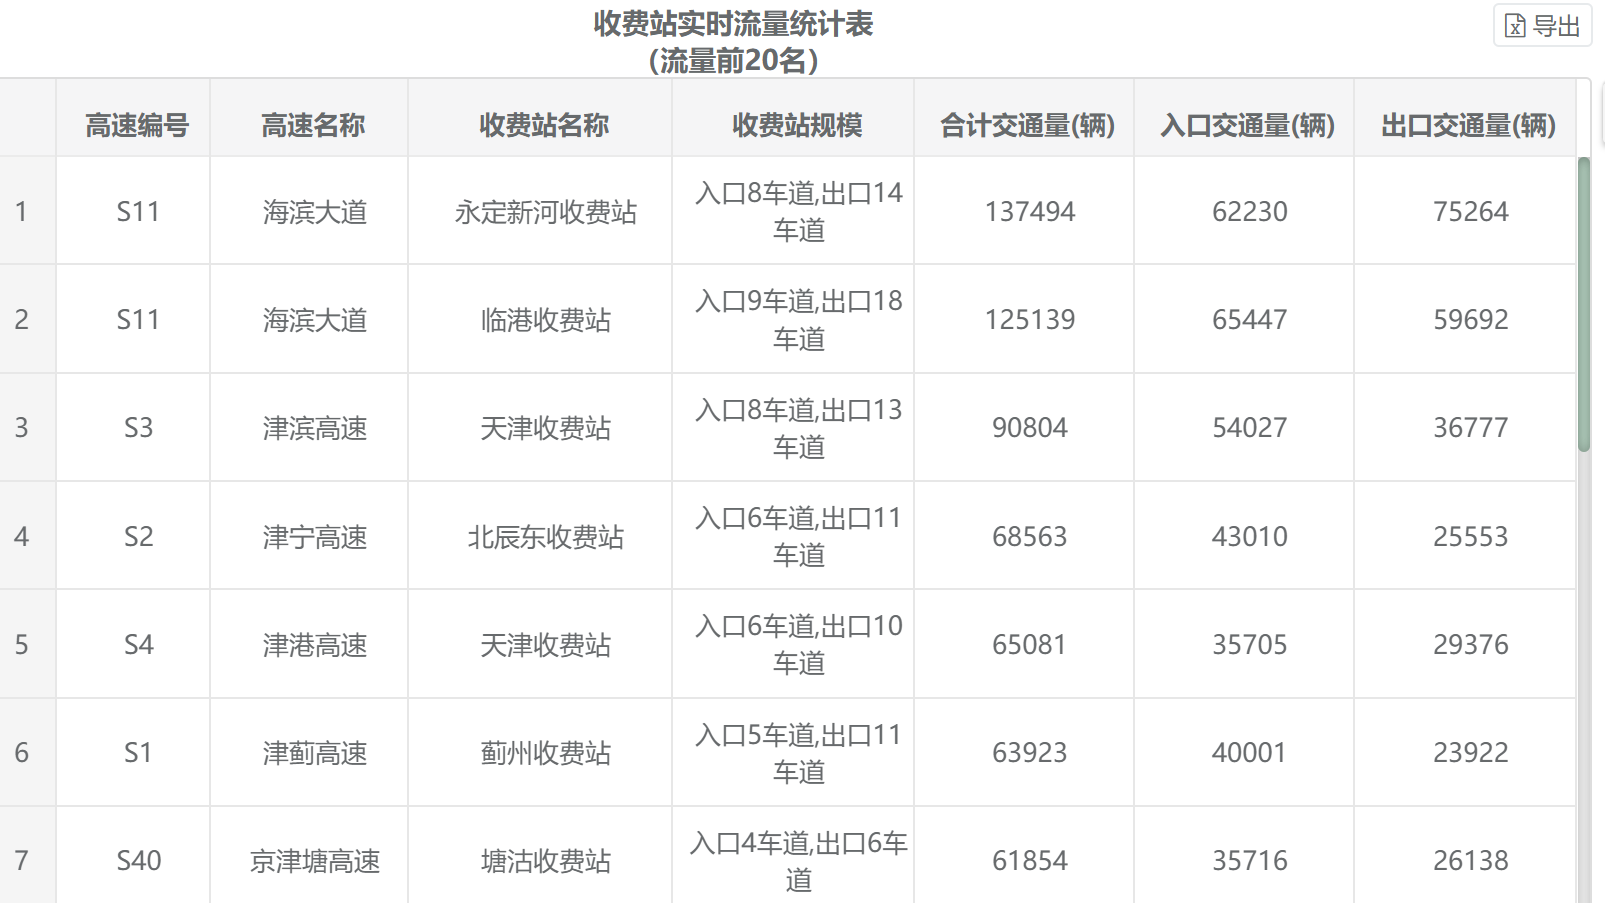 收费站实时流量统计表
(流量前20名)
导出
高速编号 高速名称 收费站名称 收费站规模 合计交通量(辆) 入口交通量(辆) 出口交通量(辆)
1 S11 海滨大道 永定新河收费站 入口8车道,出口14车道 137494 62230 75264
2 S11 海滨大道 临港收费站 入口9车道,出口18车道 125139 65447 59692
3 S3 津滨高速 天津收费站 入口8车道,出口13车道 90804 54027 36777
4 S2 津宁高速 北辰东收费站 入口6车道,出口11车道 68563 43010 25553
5 S4 津港高速 天津收费站 入口6车道,出口10车道 65081 35705 29376
6 S1 津蓟高速 蓟州收费站 入口5车道,出口11车道 63923 40001 23922
7 S40 京津塘高速 塘沽收费站 入口4车道,出口6车道 61854 35716 26138